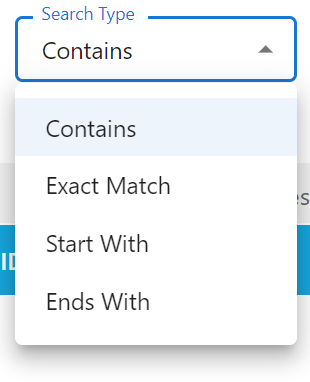 Search Type
Contains
Contains
Exact Match
Start With
Ends With